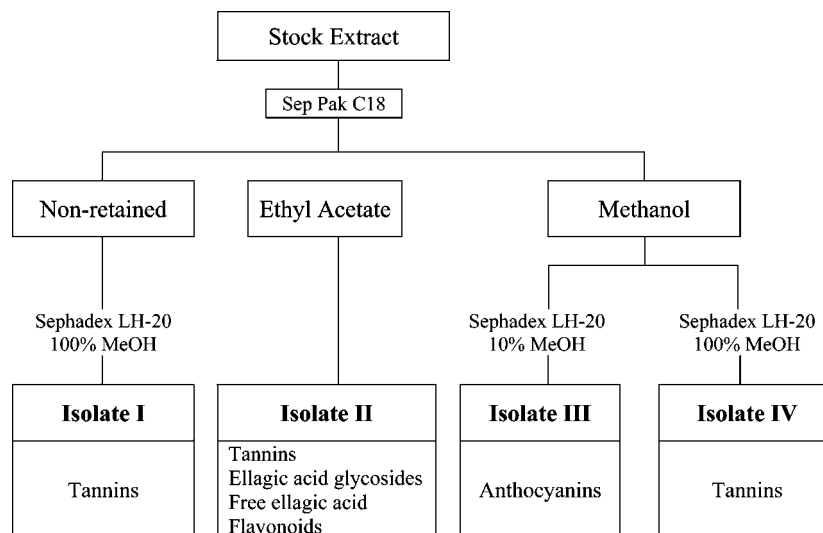 Stock Extract
Sep Pak C18
Non-retained
Ethyl Acetate
Methanol
Sephadex LH-20
100% MeOH
Sephadex LH-20
10% MeOH
Sephadex LH-20
100% MeOH
Isolate I
Isolate II
Isolate III
Isolate IV
Tannins
Tannins
Ellagic acid glycosides
Free ellagic acid
Flavonoids
Anthocyanins
Tannins